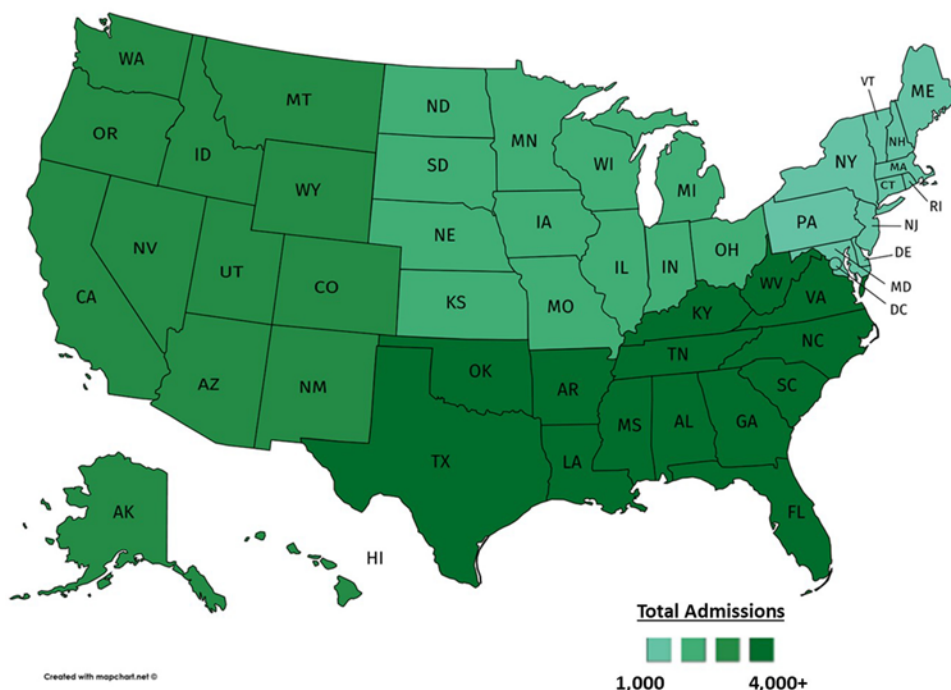 WA
MT
ND
MN
VT
ME
OR
ID
SD
WI
MI
NY
NH
MA
CT
RI
WY
NE
IA
PA
NJ
NV
UT
CO
IL
IN
OH
DE
MD
DC
CA
KS
MO
WV
VA
KY
AZ
NM
OK
AR
TN
NC
SC
TX
LA
MS
AL
GA
FL
AK
HI
Total Admissions
1,000 4,000+
Created with mapchart.net ©